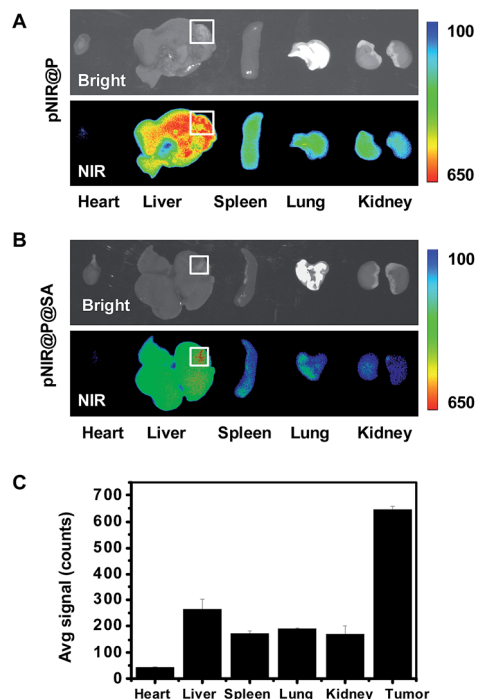 A
pNIR@P
Bright
NIR
100
650
Heart Liver Spleen Lung Kidney
B
pNIR@P@SA
Bright
NIR
100
650
Heart Liver Spleen Lung Kidney
C
Avg signal (counts)
700
600
500
400
300
200
100
0
Heart Liver Spleen Lung Kidney Tumor